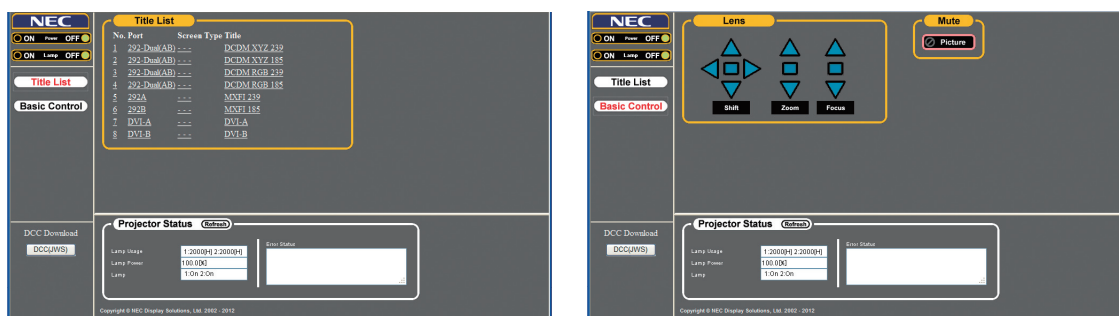 NEC
ON Power OFF
ON Lamp OFF
Title List
Basic Control
DCC Download
DCC(JWS)
Title List
No. Port Screen Type Title
1 292-Dual(AB) - - - DCDM XYZ 239
2 292-Dual(AB) - - - DCDM XYZ 185
3 292-Dual(AB) - - - DCDM RGB 239
4 292-Dual(AB) - - - DCDM RGB 185
5 292A - - - MXFI 239
6 292B - - - MXFI 185
7 DVI-A - - - DVI-A
8 DVI-B - - - DVI-B
Projector Status Refresh
Lamp Usage 1:2000[H] 2:2000[H]
Lamp Power 100.0[%]
Lamp 1:On 2:On
Error Status
Copyright © NEC Display Solutions, Ltd. 2002 - 2012
NEC
ON Power OFF
ON Lamp OFF
Title List
Basic Control
DCC Download
DCC(JWS)
Lens
Shift Zoom Focus
Mute
Picture
Projector Status Refresh
Lamp Usage 1:2000[H] 2:2000[H]
Lamp Power 100.0[%]
Lamp 1:On 2:On
Error Status
Copyright © NEC Display Solutions, Ltd. 2002 - 2012